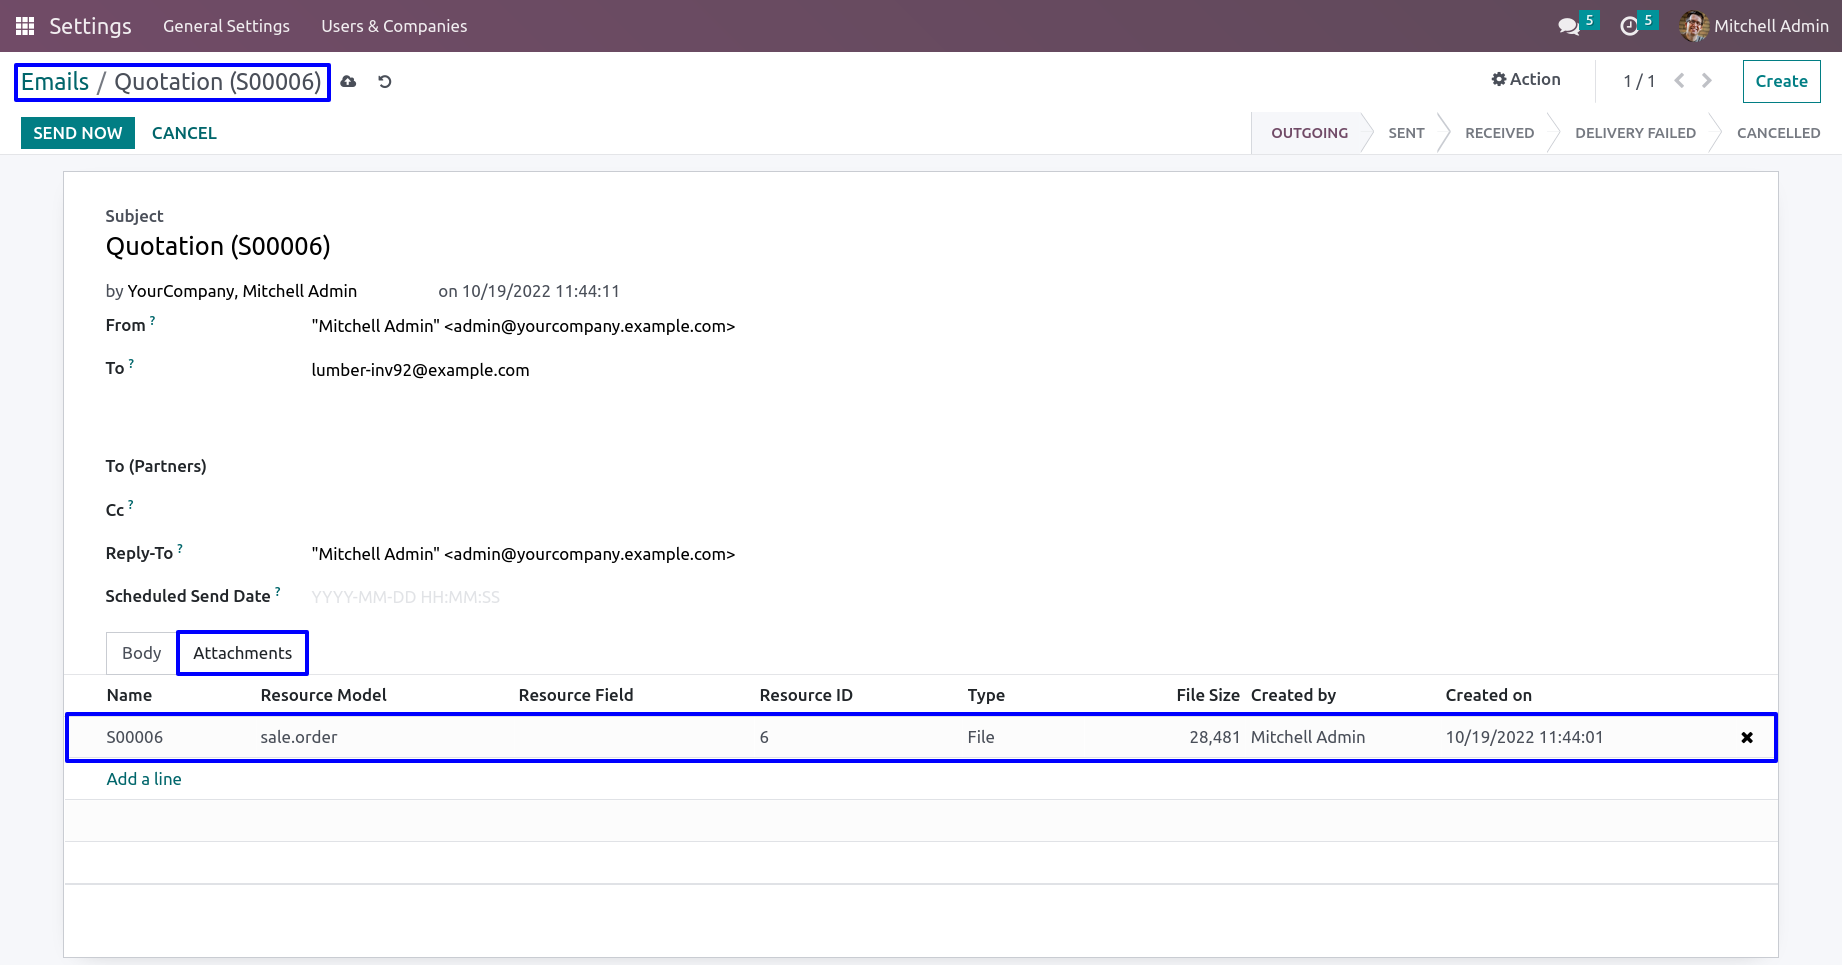 Settings General Settings Users & Companies 5 5 Mitchell Admin
Emails / Quotation (S00006) Action 1 / 1 Create
SEND NOW CANCEL OUTGOING SENT RECEIVED DELIVERY FAILED CANCELLED
Subject
Quotation (S00006)
by YourCompany, Mitchell Admin on 10/19/2022 11:44:11
From ? "Mitchell Admin" <admin@yourcompany.example.com>
To ? lumber-inv92@example.com
To (Partners)
Cc ?
Reply-To ? "Mitchell Admin" <admin@yourcompany.example.com>
Scheduled Send Date ? YYYY-MM-DD HH:MM:SS
Body Attachments
Name Resource Model Resource Field Resource ID Type File Size Created by Created on
S00006 sale.order 6 File 28,481 Mitchell Admin 10/19/2022 11:44:01
Add a line